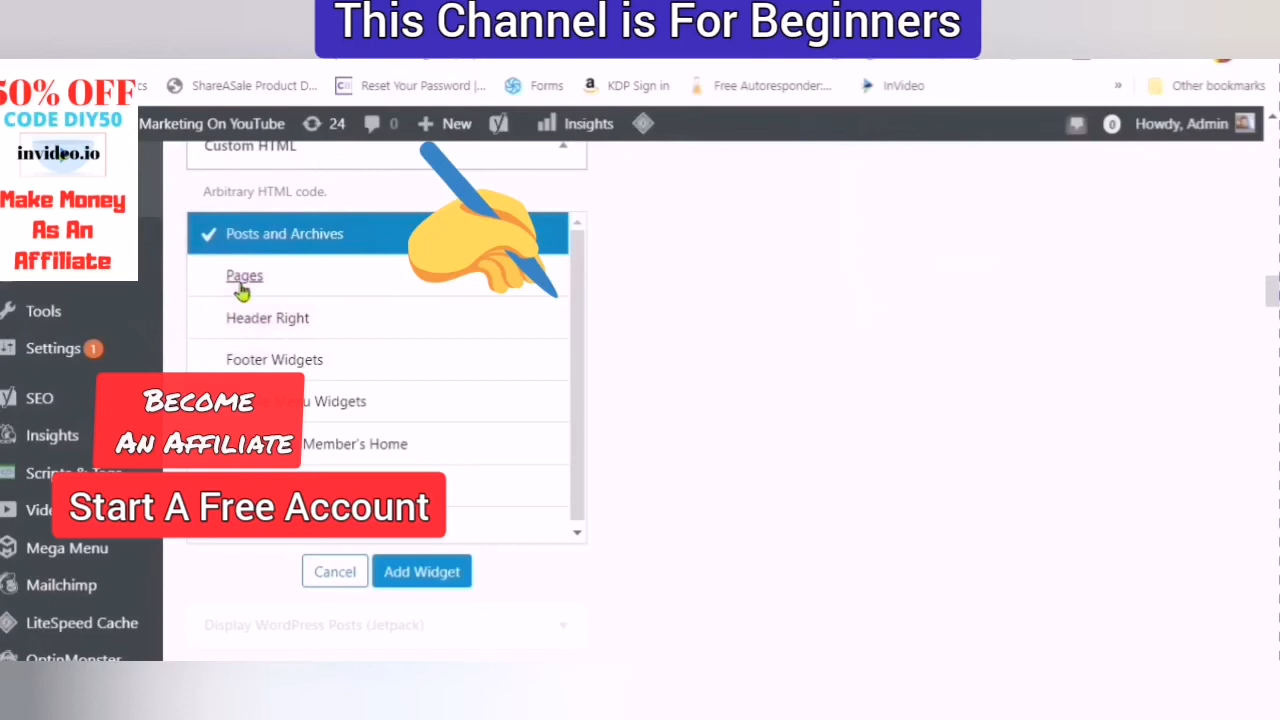 This Channel is For Beginners
50% OFF
CODE DIY50
invideo.io
Make Money
As An
Affiliate
ShareASale Product D...
Reset Your Password |...
Forms
a
KDP Sign in
Free Autoresponder:...
InVideo
»
Other bookmarks
Marketing On YouTube
24
0
+ New
Insights
0
Howdy, Admin
Custom HTML
Arbitrary HTML code.
Posts and Archives
Pages
Header Right
Footer Widgets
Widgets
Member's Home
Tools
Settings 1
SEO
Insights
Become
An Affiliate
Start A Free Account
Mega Menu
Mailchimp
LiteSpeed Cache
OptinMonster
Cancel
Add Widget
Display WordPress Posts (Jetpack)